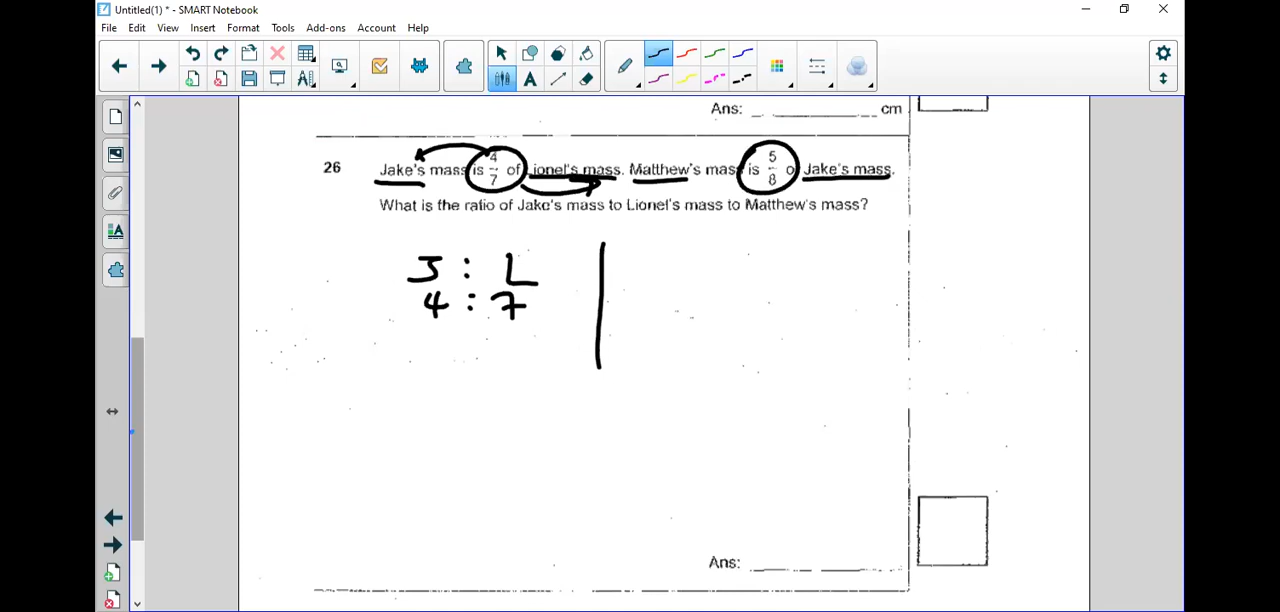 Untitled(1) * - SMART Notebook
File Edit View Insert Format Tools Add-ons Account Help
Ans: cm
26 Jake's mass is 4/7 of Lionel's mass. Matthew's mass is 5/8 of Jake's mass.
What is the ratio of Jake's mass to Lionel's mass to Matthew's mass?
J : L
4 : 7
Ans: